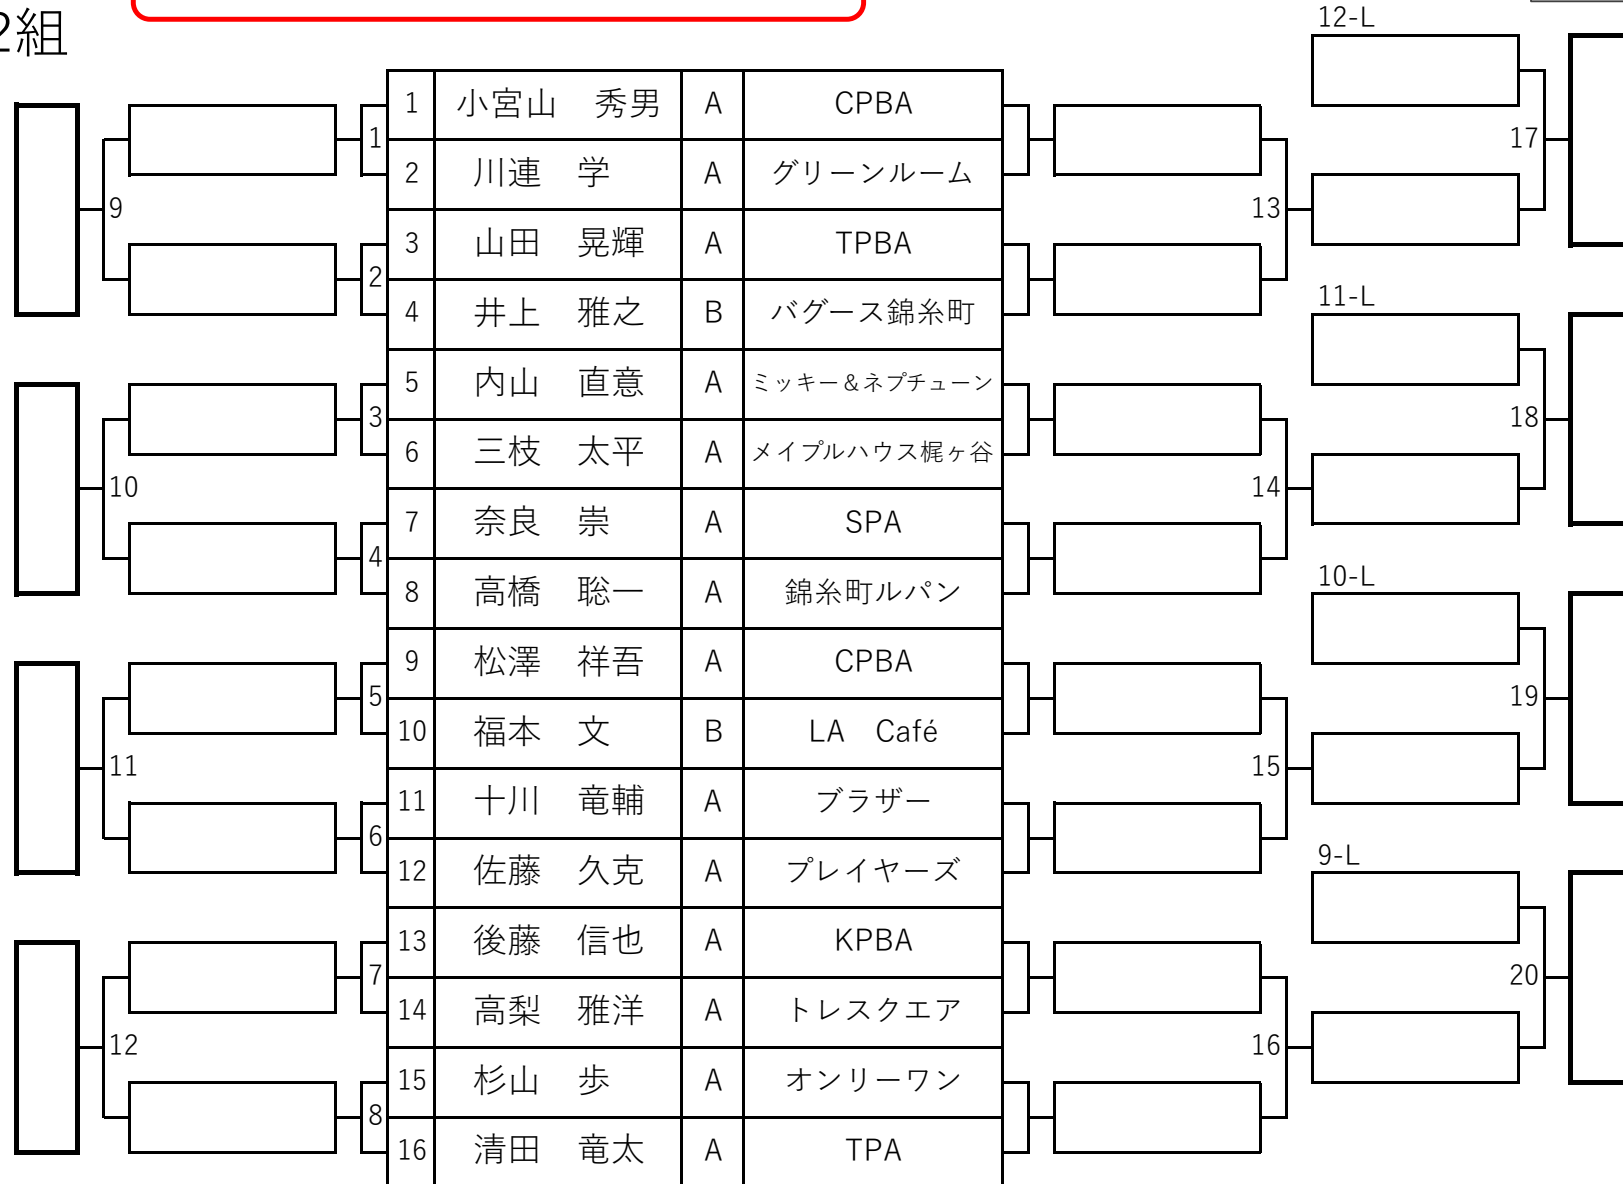 2組
1 小宮山 秀男 A CPBA
2 川連 学 A グリーンルーム
3 山田 晃輝 A TPBA
4 井上 雅之 B バグース錦糸町
5 内山 直意 A ミッキー＆ネプチューン
6 三枝 太平 A メイプルハウス梶ヶ谷
7 奈良 崇 A SPA
8 高橋 聡一 A 錦糸町ルパン
9 松澤 祥吾 A CPBA
10 福本 文 B LA Café
11 十川 竜輔 A ブラザー
12 佐藤 久克 A プレイヤーズ
13 後藤 信也 A KPBA
14 高梨 雅洋 A トレスクエア
15 杉山 歩 A オンリーワン
16 清田 竜太 A TPA
1
2
3
4
5
6
7
8
9
10
11
12
13
14
15
16
12-L
17
11-L
18
10-L
19
9-L
20